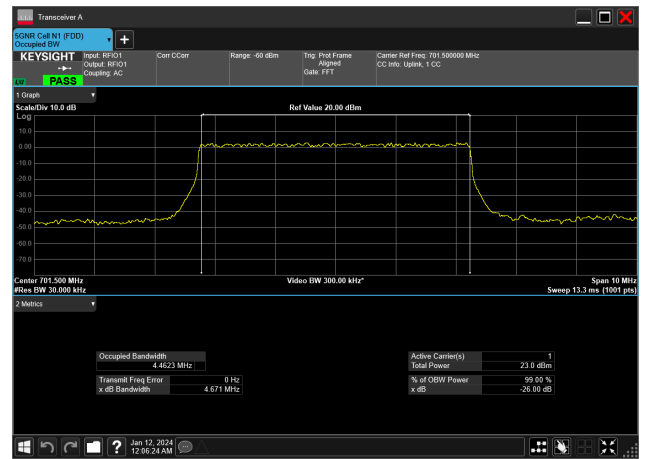 Transceiver A
5GNR Cell N1 (FDD)
Occupied BW
KEYSIGHT
LW
PASS
Input: RFIO1
Output: RFIO1
Coupling: AC
Corr CCorr
Range: -60 dBm
Trig: Prot Frame
Aligned
Gate: FFT
Carrier Ref Freq: 701.500000 MHz
CC Info: Uplink, 1 CC
1 Graph
Scale/Div 10.0 dB
Ref Value 20.00 dBm
Log
10.0
0.00
-10.0
-20.0
-30.0
-40.0
-50.0
-60.0
-70.0
Center 701.500 MHz
Video BW 300.00 kHz*
Span 10 MHz
#Res BW 30.000 kHz
Sweep 13.3 ms (1001 pts)
2 Metrics
Occupied Bandwidth
4.4623 MHz
Transmit Freq Error 0 Hz
x dB Bandwidth 4.671 MHz
Active Carrier(s) 1
Total Power 23.0 dBm
% of OBW Power 99.00 %
x dB -26.00 dB
Jan 12, 2024
12:06:24 AM